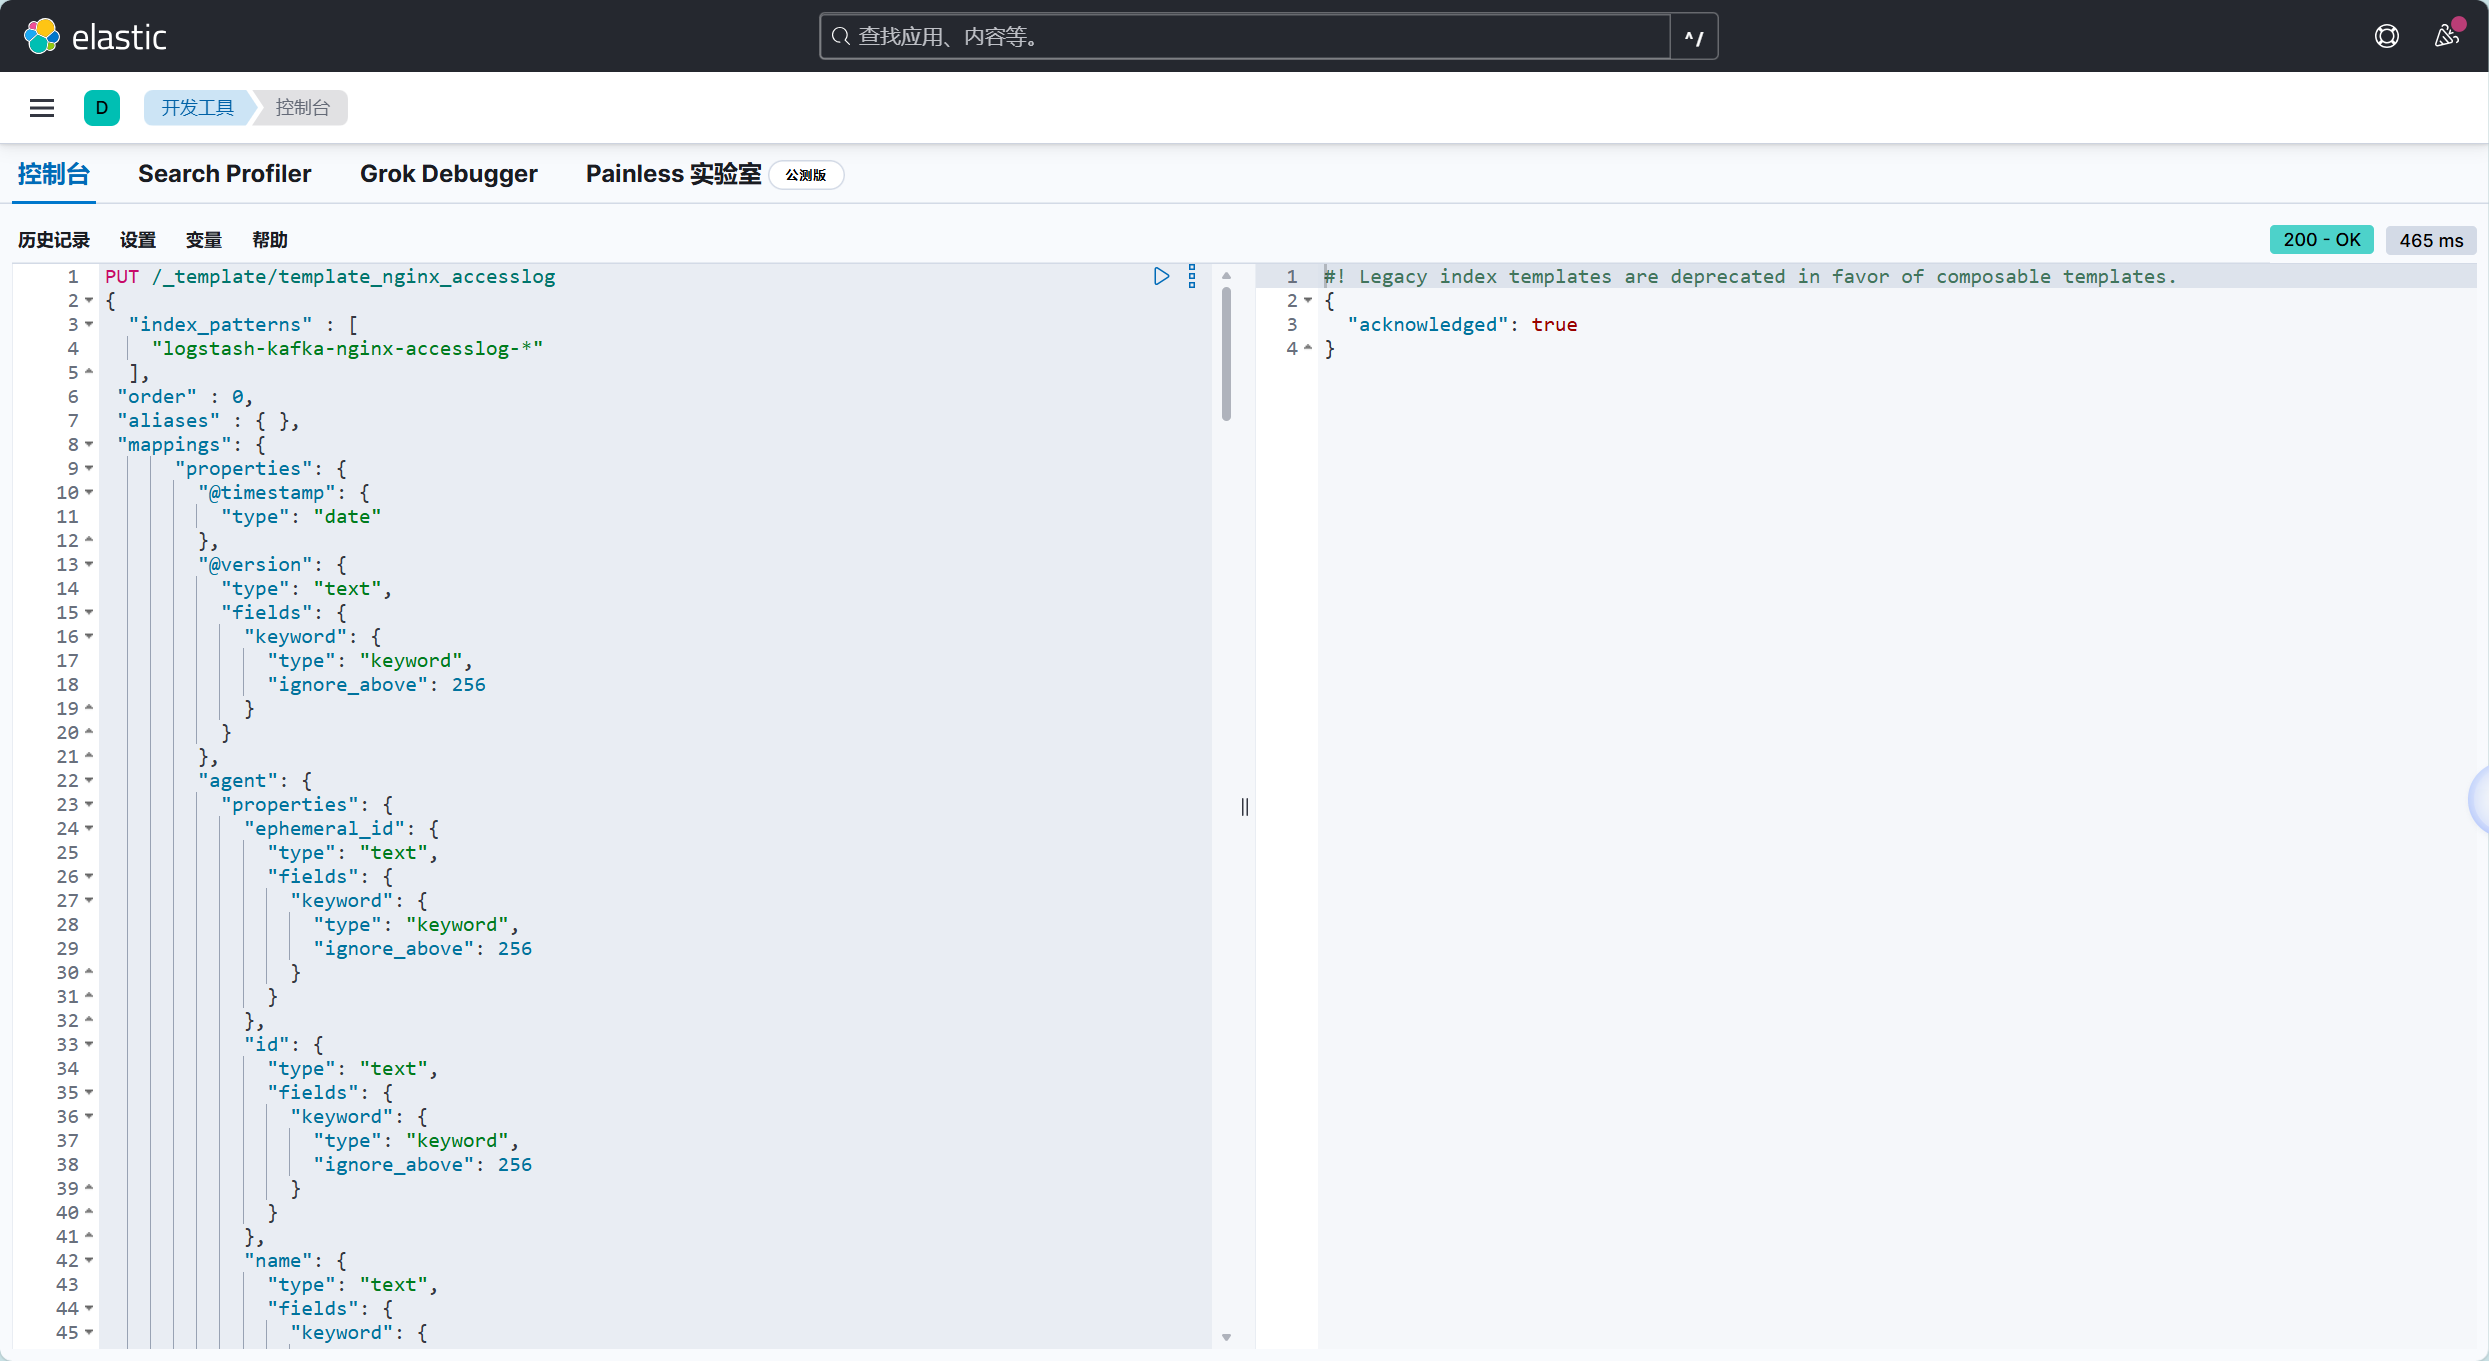 elastic
查找应用、内容等。
^/
D
开发工具
控制台
控制台
Search Profiler
Grok Debugger
Painless 实验室
公测版
历史记录
设置
变量
帮助
200 - OK
465 ms
1 PUT /_template/template_nginx_accesslog
2 {
3 "index_patterns" : [
4 "logstash-kafka-nginx-accesslog-*"
5 ],
6 "order" : 0,
7 "aliases" : { },
8 "mappings": {
9 "properties": {
10 "@timestamp": {
11 "type": "date"
12 },
13 "@version": {
14 "type": "text",
15 "fields": {
16 "keyword": {
17 "type": "keyword",
18 "ignore_above": 256
19 }
20 }
21 },
22 "agent": {
23 "properties": {
24 "ephemeral_id": {
25 "type": "text",
26 "fields": {
27 "keyword": {
28 "type": "keyword",
29 "ignore_above": 256
30 }
31 }
32 },
33 "id": {
34 "type": "text",
35 "fields": {
36 "keyword": {
37 "type": "keyword",
38 "ignore_above": 256
39 }
40 }
41 },
42 "name": {
43 "type": "text",
44 "fields": {
45 "keyword": {
1 #! Legacy index templates are deprecated in favor of composable templates.
2 {
3 "acknowledged": true
4 }